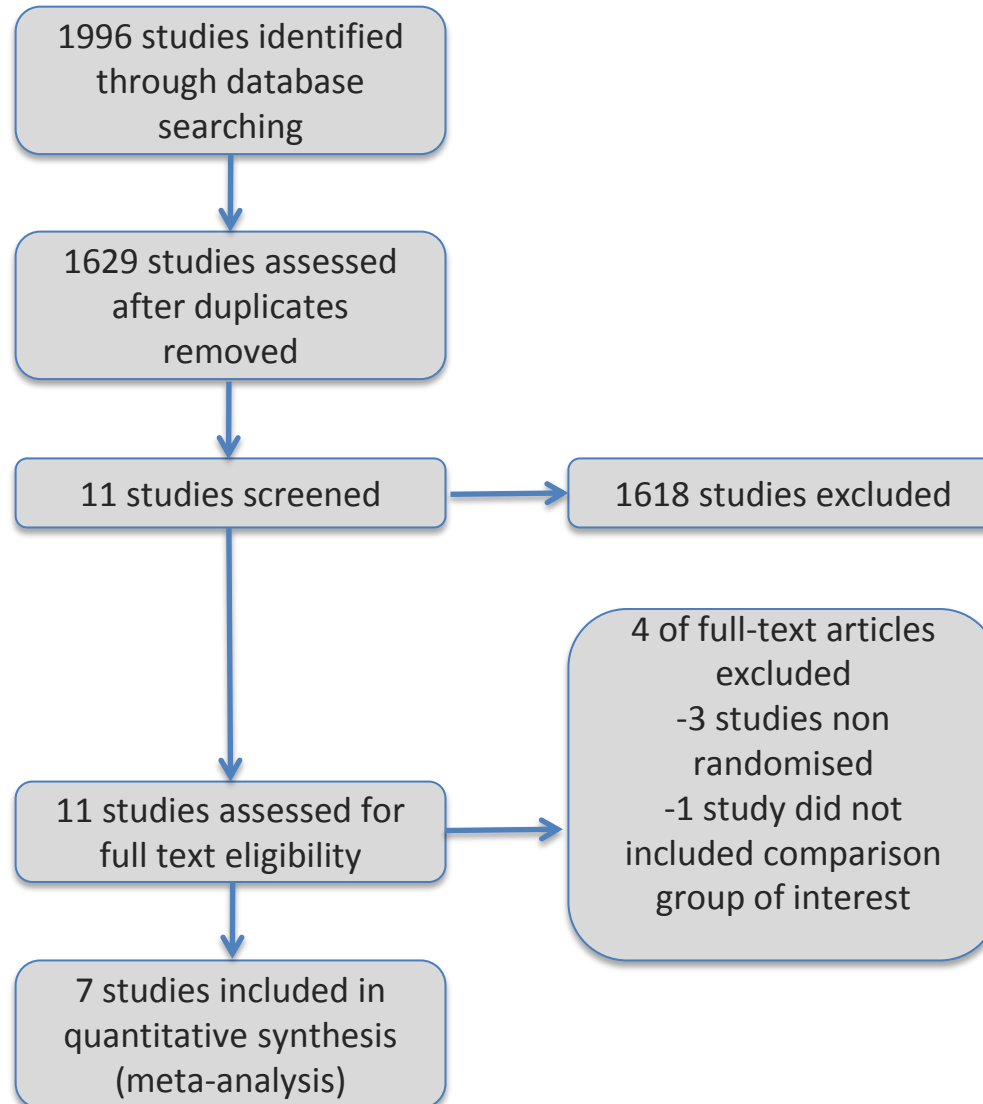 1996 studies identified
through database
searching
1629 studies assessed
after duplicates
removed
11 studies screened
1618 studies excluded
4 of full-text articles
excluded
-3 studies non
randomised
-1 study did not
included comparison
group of interest
11 studies assessed for
full text eligibility
7 studies included in
quantitative synthesis
(meta-analysis)